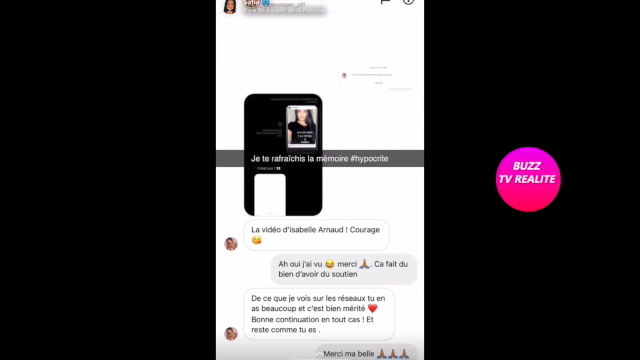 Safia
Je te rafraîchis la mémoire #hypocrite
La vidéo d'isabelle Arnaud ! Courage
😘
Ah oui j'ai vu 😂 merci 🙏🏽. Ca fait du
bien d'avoir du soutien
De ce que je vois sur les réseaux tu en
as beaucoup et c'est bien mérité ❤️
Bonne continuation en tout cas ! Et
reste comme tu es .
Merci ma belle 🙏🏽🙏🏽🙏🏽
BUZZ
TV REALITE